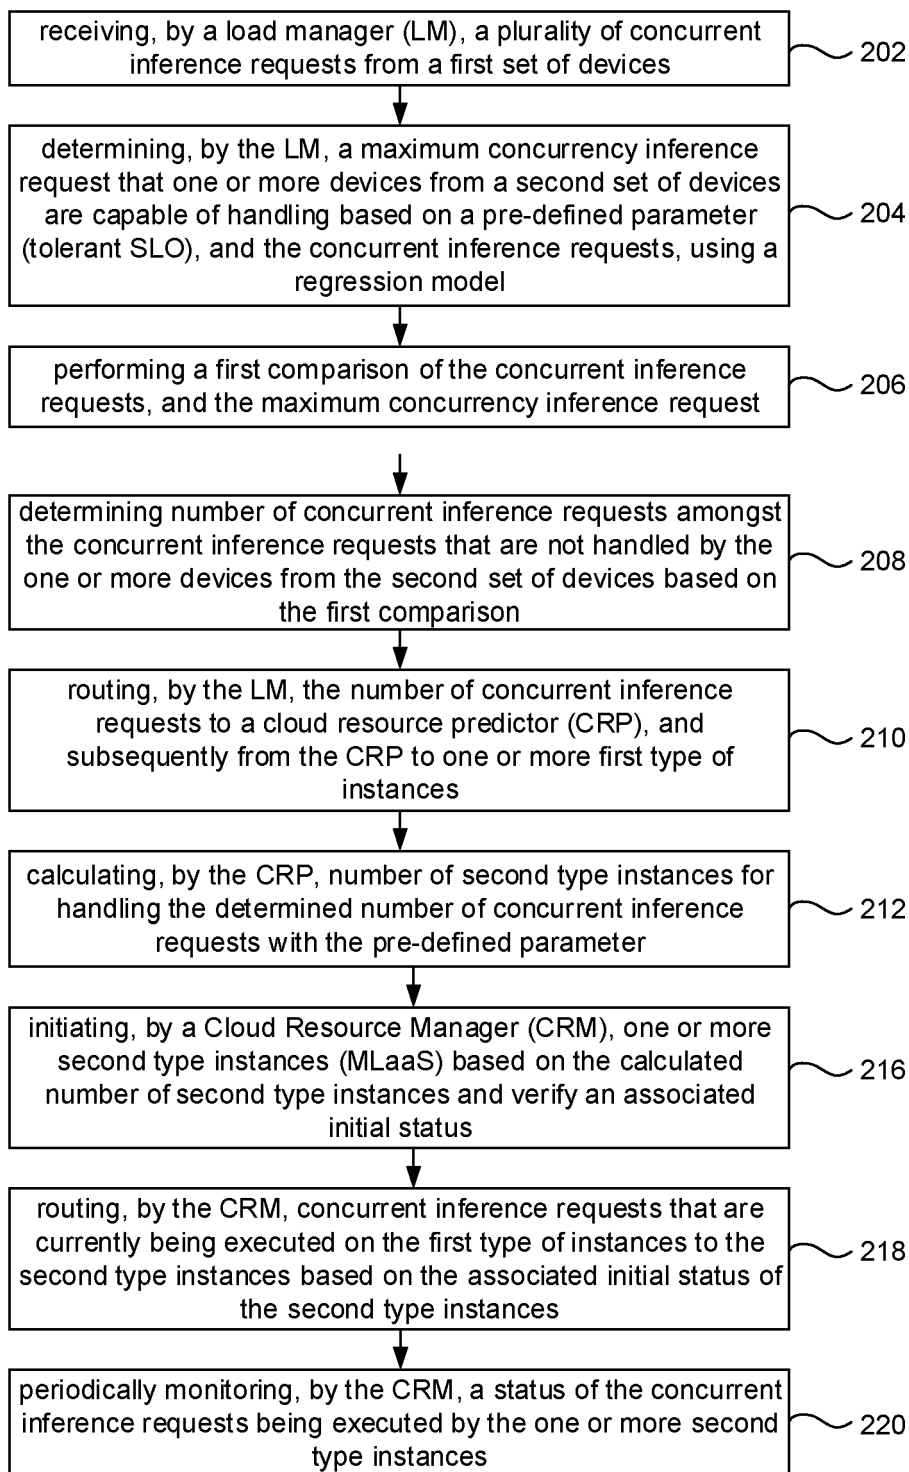 receiving, by a load manager (LM), a plurality of concurrent
inference requests from a first set of devices
202
determining, by the LM, a maximum concurrency inference
request that one or more devices from a second set of devices
are capable of handling based on a pre-defined parameter
(tolerant SLO), and the concurrent inference requests, using a
regression model
204
performing a first comparison of the concurrent inference
requests, and the maximum concurrency inference request
206
determining number of concurrent inference requests amongst
the concurrent inference requests that are not handled by the
one or more devices from the second set of devices based on
the first comparison
208
routing, by the LM, the number of concurrent inference
requests to a cloud resource predictor (CRP), and
subsequently from the CRP to one or more first type of
instances
210
calculating, by the CRP, number of second type instances for
handling the determined number of concurrent inference
requests with the pre-defined parameter
212
initiating, by a Cloud Resource Manager (CRM), one or more
second type instances (MLaaS) based on the calculated
number of second type instances and verify an associated
initial status
216
routing, by the CRM, concurrent inference requests that are
currently being executed on the first type of instances to the
second type instances based on the associated initial status of
the second type instances
218
periodically monitoring, by the CRM, a status of the concurrent
inference requests being executed by the one or more second
type instances
220